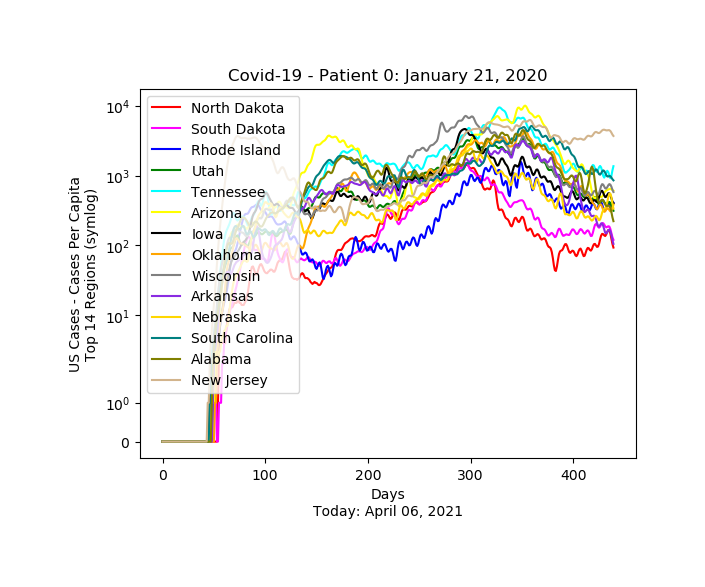 Covid-19 - Patient 0: January 21, 2020
US Cases - Cases Per Capita
Top 14 Regions (symlog)
10^4
10^3
10^2
10^1
10^0
0
North Dakota
South Dakota
Rhode Island
Utah
Tennessee
Arizona
Iowa
Oklahoma
Wisconsin
Arkansas
Nebraska
South Carolina
Alabama
New Jersey
0 100 200 300 400
Days
Today: April 06, 2021